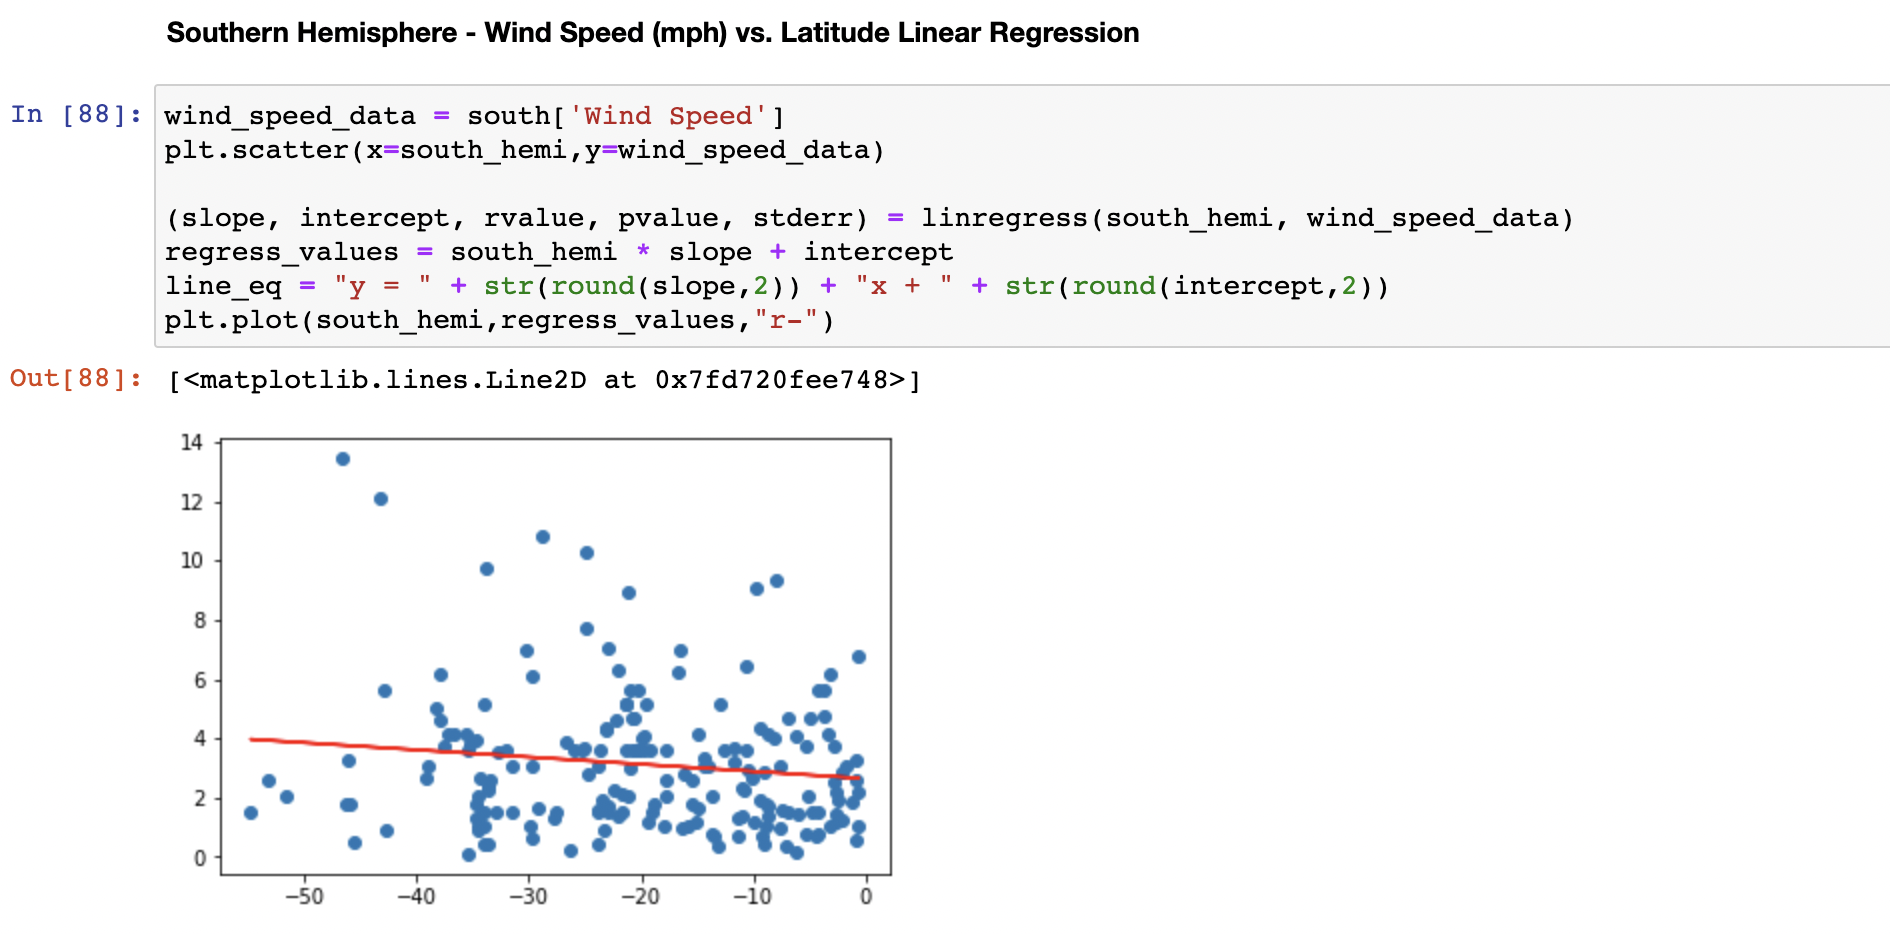 Southern Hemisphere - Wind Speed (mph) vs. Latitude Linear Regression
In [88]:
wind_speed_data = south['Wind Speed']
plt.scatter(x=south_hemi,y=wind_speed_data)
(slope, intercept, rvalue, pvalue, stderr) = linregress(south_hemi, wind_speed_data)
regress_values = south_hemi * slope + intercept
line_eq = "y = " + str(round(slope,2)) + "x + " + str(round(intercept,2))
plt.plot(south_hemi,regress_values,"r-")
Out[88]: [<matplotlib.lines.Line2D at 0x7fd720fee748>]
14
12
10
8
6
4
2
0
−50 −40 −30 −20 −10 0